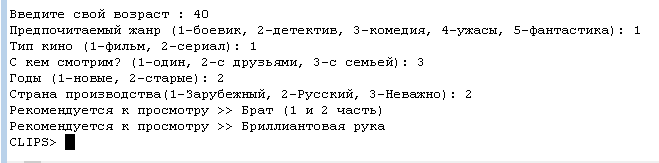 Введите свой возраст : 40
Предпочитаемый жанр (1-боевик, 2-детектив, 3-комедия, 4-ужасы, 5-фантастика): 1
Тип кино (1-фильм, 2-сериал): 1
С кем смотрим? (1-один, 2-с друзьями, 3-с семьей): 3
Годы (1-новые, 2-старые): 2
Страна производства(1-Зарубежный, 2-Русский, 3-Неважно): 2
Рекомендуется к просмотру >> Брат (1 и 2 часть)
Рекомендуется к просмотру >> Бриллиантовая рука
CLIPS>